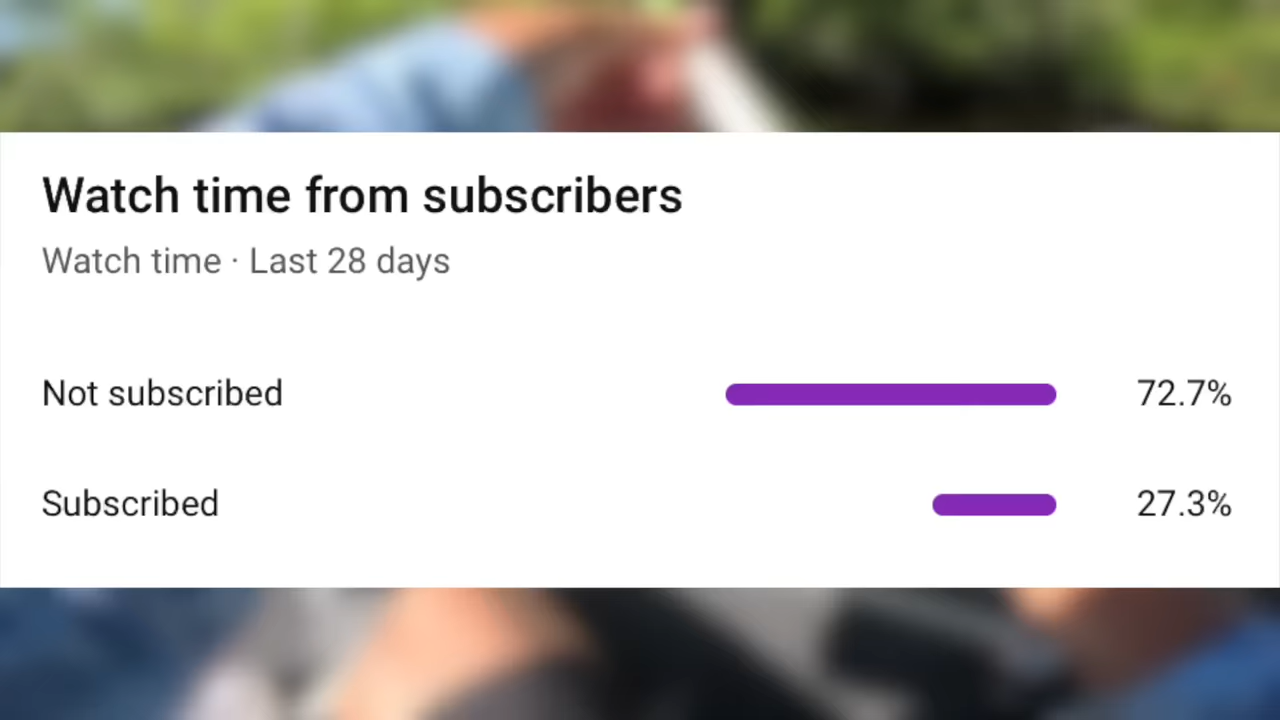 Watch time from subscribers
Watch time · Last 28 days
Not subscribed 72.7%
Subscribed 27.3%